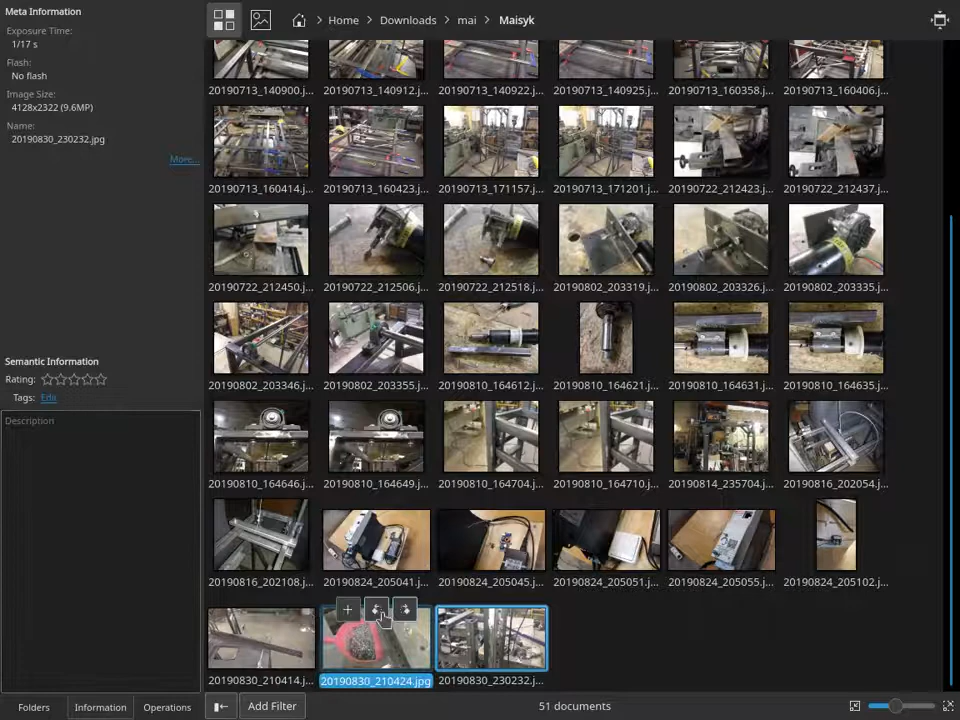 Meta Information
Exposure Time:
1/17 s
Flash:
No flash
Image Size:
4128x2322 (9.6MP)
Name:
20190830_230232.jpg
More...
Semantic Information
Rating:
Tags: Edit
Description
Folders
Information
Operations
Home
Downloads
mai
Maisyk
20190713_140900.j... 20190713_140912.j... 20190713_140922.j... 20190713_140925.j... 20190713_160358.j... 20190713_160406.j...
20190713_160414.j... 20190713_160423.j... 20190713_171157.j... 20190713_171201.j... 20190722_212423.j... 20190722_212437.j...
20190722_212450.j... 20190722_212506.j... 20190722_212518.j... 20190802_203319.j... 20190802_203326.j... 20190802_203335.j...
20190802_203346.j... 20190802_203355.j... 20190810_164612.j... 20190810_164621.j... 20190810_164631.j... 20190810_164635.j...
20190810_164646.j... 20190810_164649.j... 20190810_164704.j... 20190810_164710.j... 20190814_235704.j... 20190816_202054.j...
20190816_202108.j... 20190824_205041.j... 20190824_205045.j... 20190824_205051.j... 20190824_205055.j... 20190824_205102.j...
20190830_210414.j... 20190830_210424.jpg 20190830_230232.j...
Add Filter
51 documents